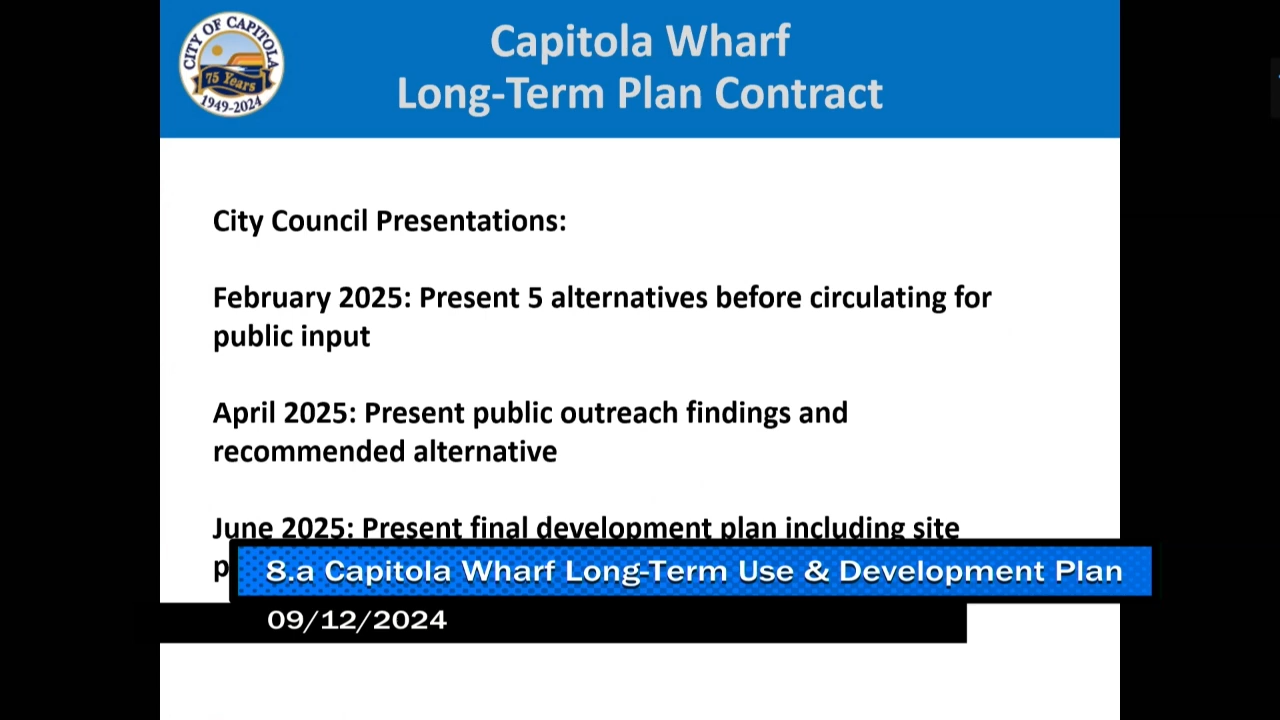 CITY OF CAPITOLA
75 Years
1949-2024
Capitola Wharf
Long-Term Plan Contract
City Council Presentations:
February 2025: Present 5 alternatives before circulating for
public input
April 2025: Present public outreach findings and
recommended alternative
June 2025: Present final development plan including site
8.a Capitola Wharf Long-Term Use & Development Plan
09/12/2024